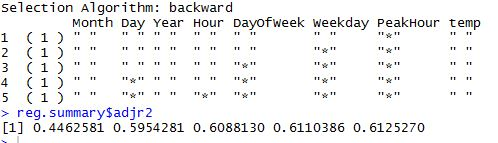 Selection Algorithm: backward
         Month Day Year Hour DayOfWeek Weekday PeakHour temp
1  ( 1 ) " "   " " " "  " "  " "       " "     "*"      " "
2  ( 1 ) " "   " " " "  " "  " "       "*"     "*"      " "
3  ( 1 ) " "   " " " "  " "  "*"       "*"     "*"      " "
4  ( 1 ) " "   "*" " "  " "  "*"       "*"     "*"      " "
5  ( 1 ) " "   "*" " "  "*"  "*"       "*"     "*"      " "
> reg.summary$adjr2
[1] 0.4462581 0.5954281 0.6088130 0.6110386 0.6125270
>